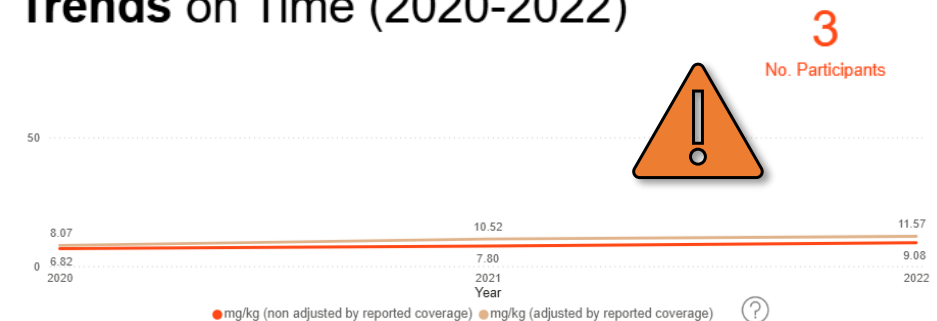 Trends on Time (2020-2022)
3
No. Participants
50
8.07
10.52
11.57
0
6.82
7.80
9.08
2020
2021
2022
Year
mg/kg (non adjusted by reported coverage)
mg/kg (adjusted by reported coverage)
?